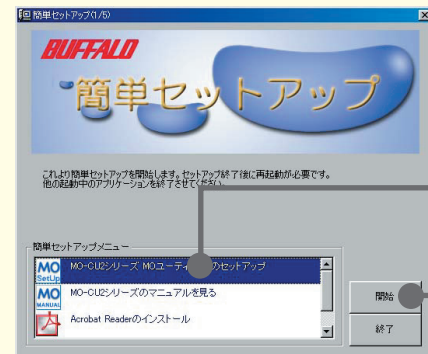 簡単セットアップ(1/5)
BUFFALO
簡単セットアップ
これより簡単セットアップを開始します。セットアップ終了後に再起動が必要です。
他の起動中のアプリケーションを終了させてください。
簡単セットアップメニュー
MO SetUp MO-CU2シリーズ MOユーティ のセットアップ
MO MANUAL MO-CU2シリーズのマニュアルを見る
Acrobat Readerのインストール
開始
終了